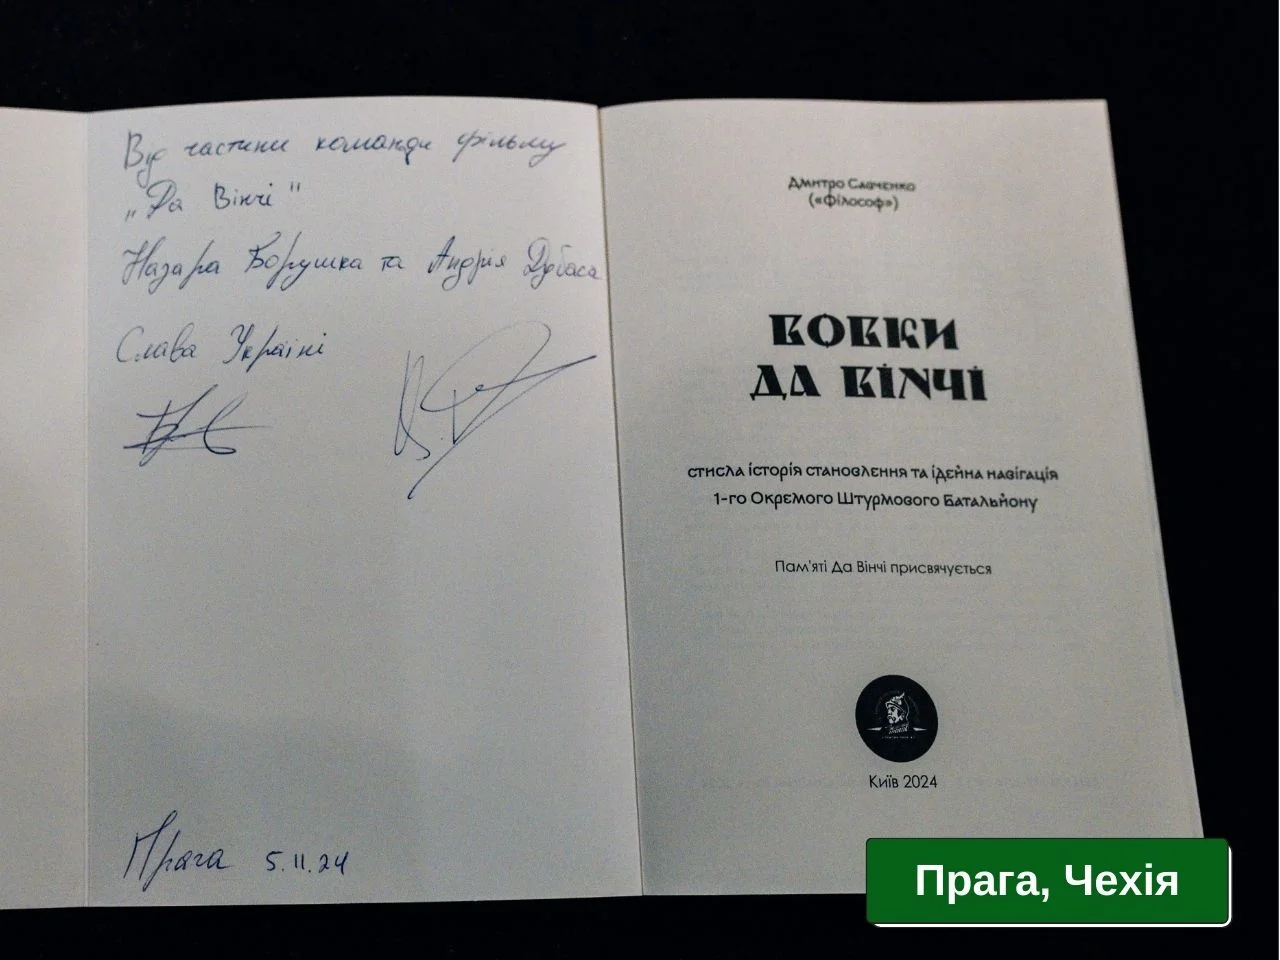 Від частини команди фільму
„Да Вінчі"
Назара Борушка та Андрія Дубаса
Слава Україні
Прага 5.11.24
Дмитро Савченко
(«Філософ»)
ВОВКИ
ДА ВІНЧІ
стисла історія становлення та ідейна навігація
1-го Окремого Штурмового Батальйону
Пам'яті Да Вінчі присвячується
Київ 2024
Прага, Чехія